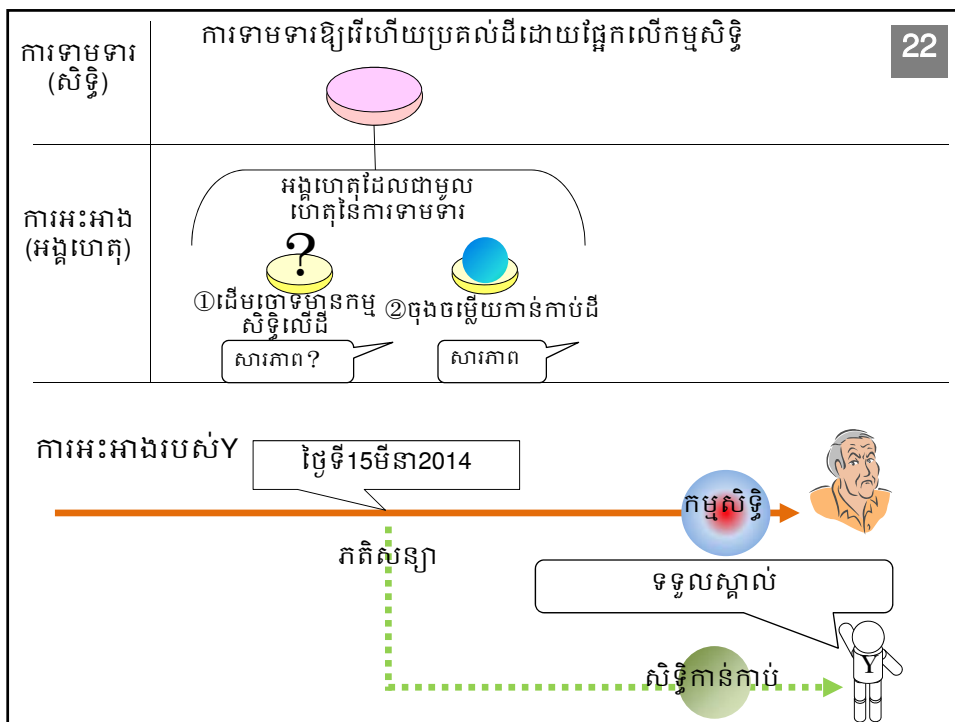 ការទាមទារឱ្យរើហើយប្រគល់ដីដោយផ្អែកលើកម្មសិទ្ធិ
22
ការទាមទារ
(សិទ្ធិ)
អង្គហេតុដែលជាមូល
ហេតុនៃការទាមទារ
ការអះអាង
(អង្គហេតុ)
?
①ដើមចោទមានកម្ម
សិទ្ធិលើដី
②ចុងចម្លើយកាន់កាប់ដី
សារភាព?
សារភាព
ការអះអាងរបស់Y
ថ្ងៃទី15មីនា2014
កម្មសិទ្ធិ
ភតិសន្យា
ទទួលស្គាល់
សិទ្ធិកាន់កាប់
Y